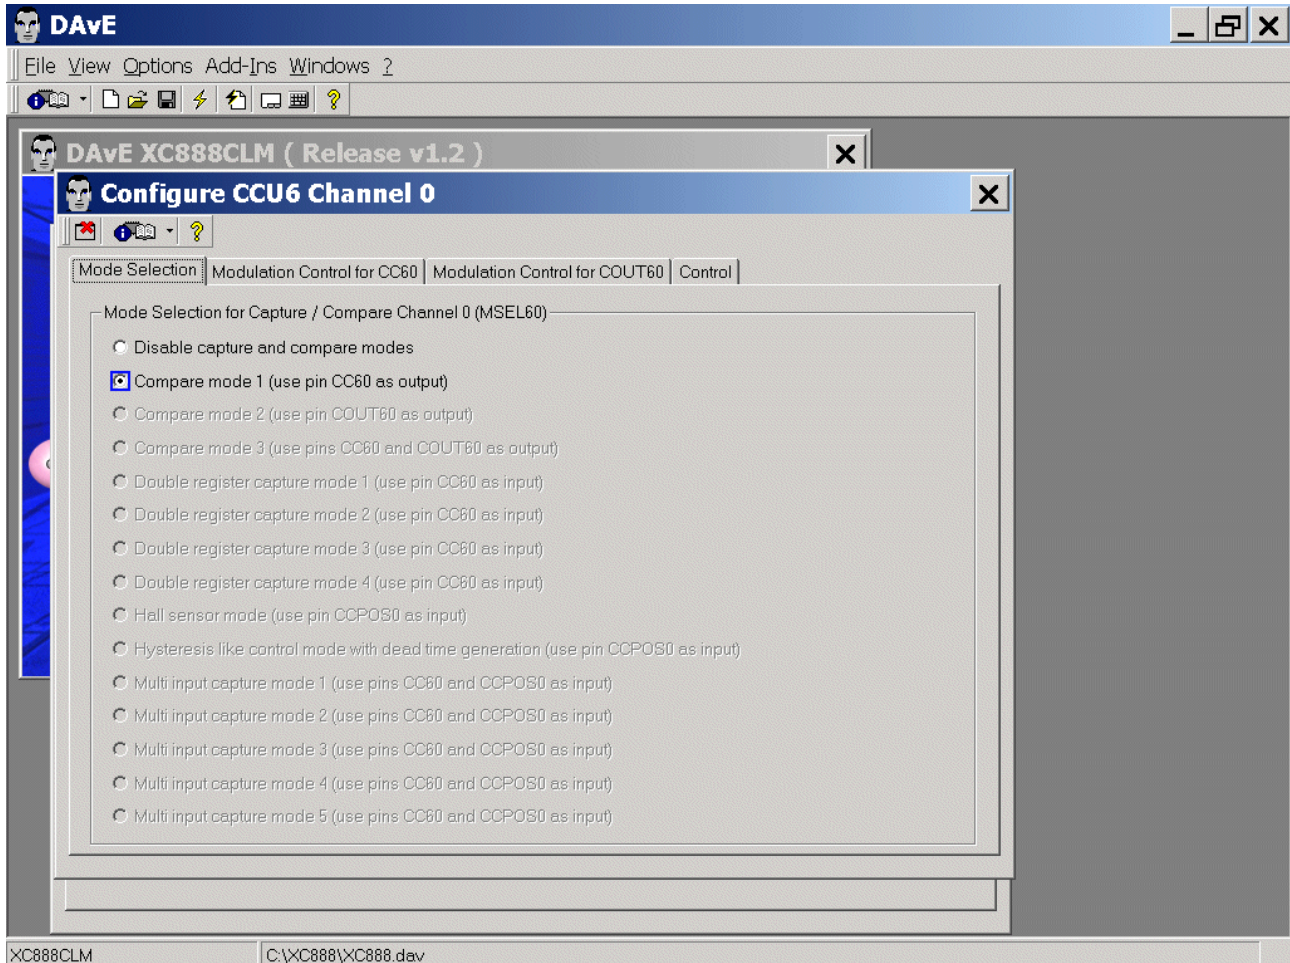 DAvE
File View Options Add-Ins Windows ?
DAvE XC888CLM ( Release v1.2 )
Configure CCU6 Channel 0
Mode Selection Modulation Control for CC60 Modulation Control for COUT60 Control
Mode Selection for Capture / Compare Channel 0 (MSEL60)
Disable capture and compare modes
Compare mode 1 (use pin CC60 as output)
Compare mode 2 (use pin COUT60 as output)
Compare mode 3 (use pins CC60 and COUT60 as output)
Double register capture mode 1 (use pin CC60 as input)
Double register capture mode 2 (use pin CC60 as input)
Double register capture mode 3 (use pin CC60 as input)
Double register capture mode 4 (use pin CC60 as input)
Hall sensor mode (use pin CCPOS0 as input)
Hysteresis like control mode with dead time generation (use pin CCPOS0 as input)
Multi input capture mode 1 (use pins CC60 and CCPOS0 as input)
Multi input capture mode 2 (use pins CC60 and CCPOS0 as input)
Multi input capture mode 3 (use pins CC60 and CCPOS0 as input)
Multi input capture mode 4 (use pins CC60 and CCPOS0 as input)
Multi input capture mode 5 (use pins CC60 and CCPOS0 as input)
XC888CLM C:\XC888\XC888.dav